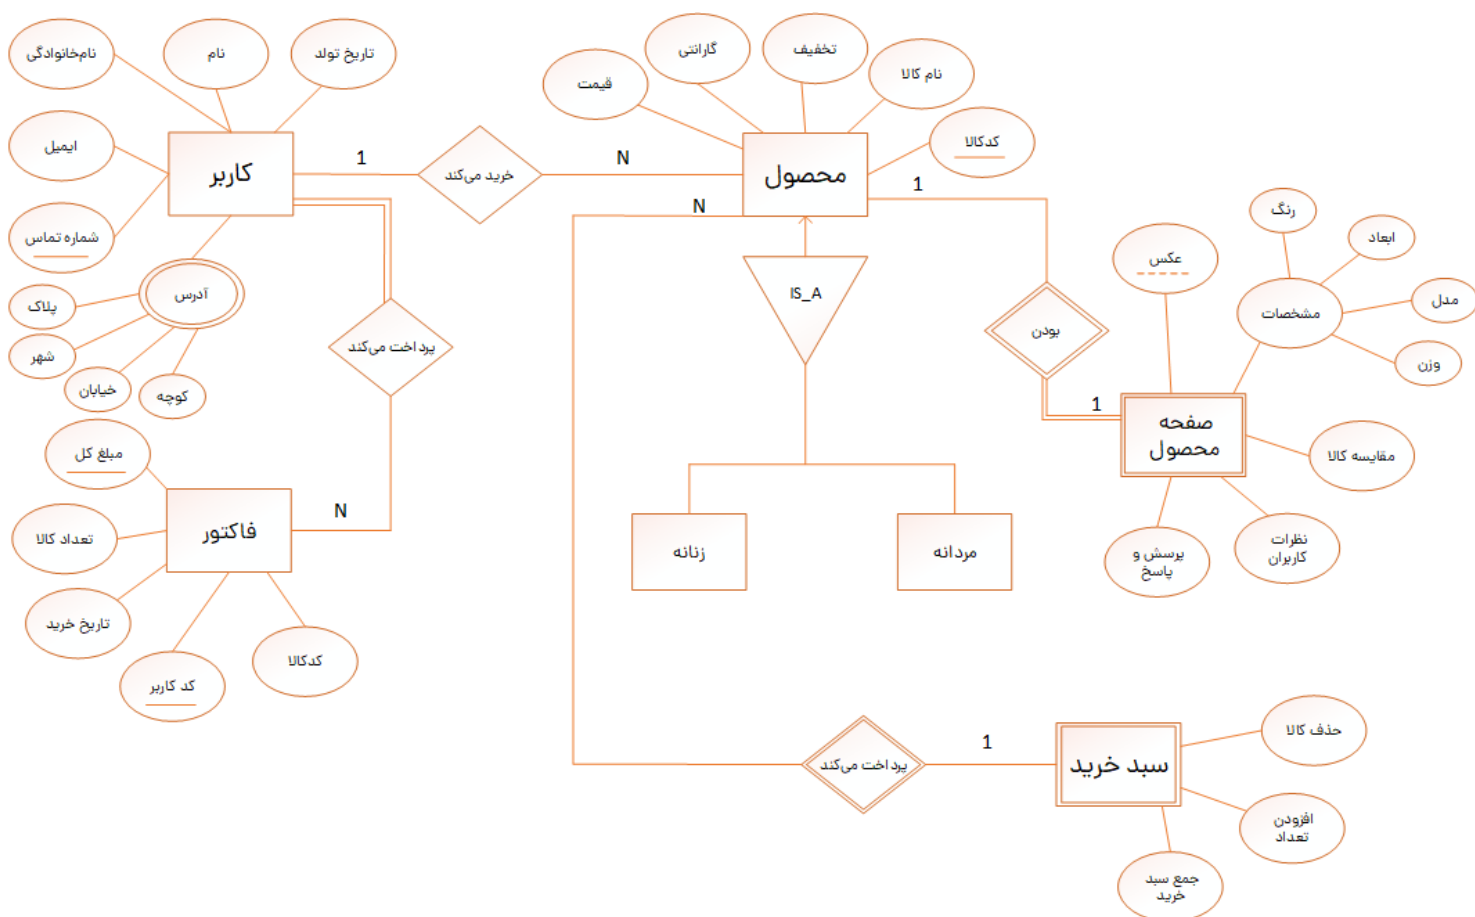 نام‌خانوادگی
نام
تاریخ تولد
ایمیل
کاربر
شماره تماس
آدرس
پلاک
شهر
خیابان
کوچه
1
خرید می‌کند
N
قیمت
گارانتی
تخفیف
نام کالا
کدکالا
محصول
N
1
پرداخت می‌کند
N
مبلغ کل
فاکتور
تعداد کالا
تاریخ خرید
کد کاربر
کدکالا
IS_A
زنانه
مردانه
بودن
1
عکس
رنگ
ابعاد
مدل
وزن
مشخصات
صفحه
محصول
مقایسه کالا
نظرات
کاربران
پرسش و
پاسخ
پرداخت می‌کند
1
سبد خرید
حذف کالا
افزودن
تعداد
جمع سبد
خرید